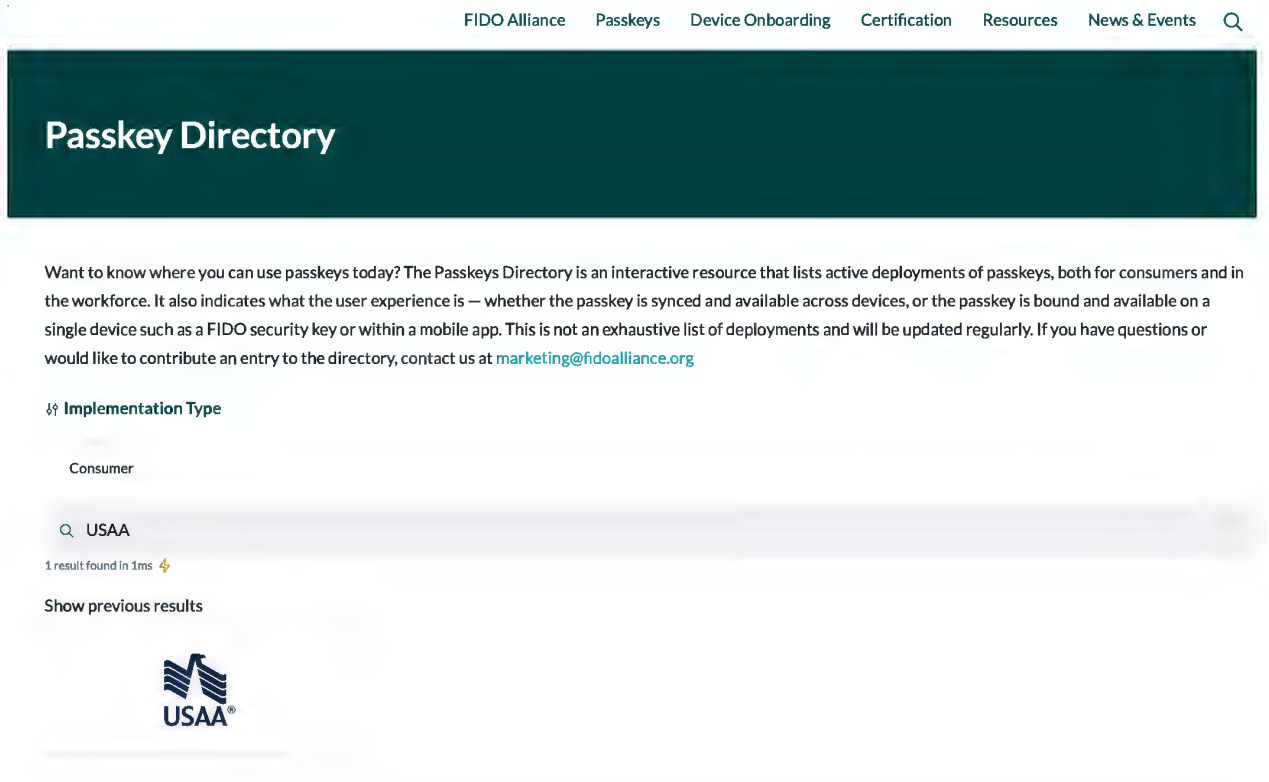 FIDO Alliance Passkeys Device Onboarding Certification Resources News & Events
Passkey Directory
Want to know where you can use passkeys today? The Passkeys Directory is an interactive resource that lists active deployments of passkeys, both for consumers and in
the workforce. It also indicates what the user experience is — whether the passkey is synced and available across devices, or the passkey is bound and available on a
single device such as a FIDO security key or within a mobile app. This is not an exhaustive list of deployments and will be updated regularly. If you have questions or
would like to contribute an entry to the directory, contact us at marketing@fidoalliance.org
Implementation Type
Consumer
USAA
1 result found in 1ms
Show previous results
USAA®